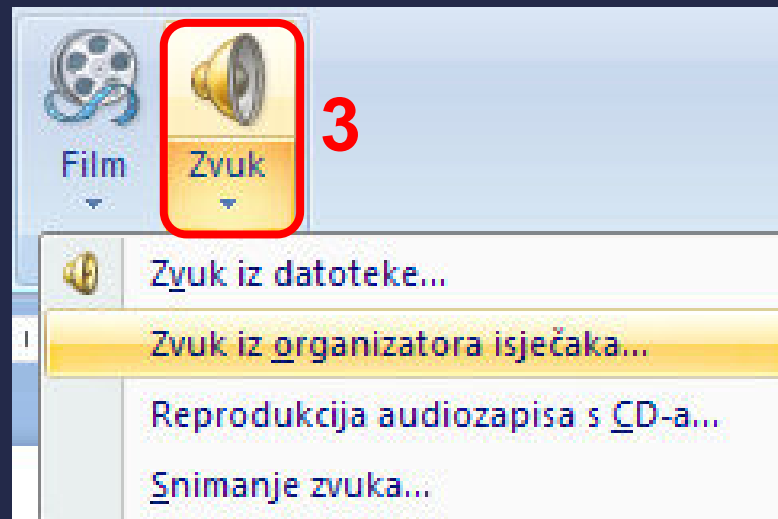 3
Film Zvuk
Zvuk iz datoteke...
Zvuk iz organizatora isječaka...
Reprodukcija audiozapisa s CD-a...
Snimanje zvuka...